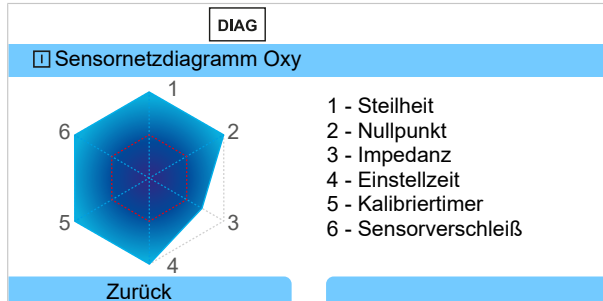 DIAG
I Sensornetzdiagramm Oxy
1
2
3
4
5
6
1 - Steilheit
2 - Nullpunkt
3 - Impedanz
4 - Einstellzeit
5 - Kalibriertimer
6 - Sensorverschleiß
Zurück